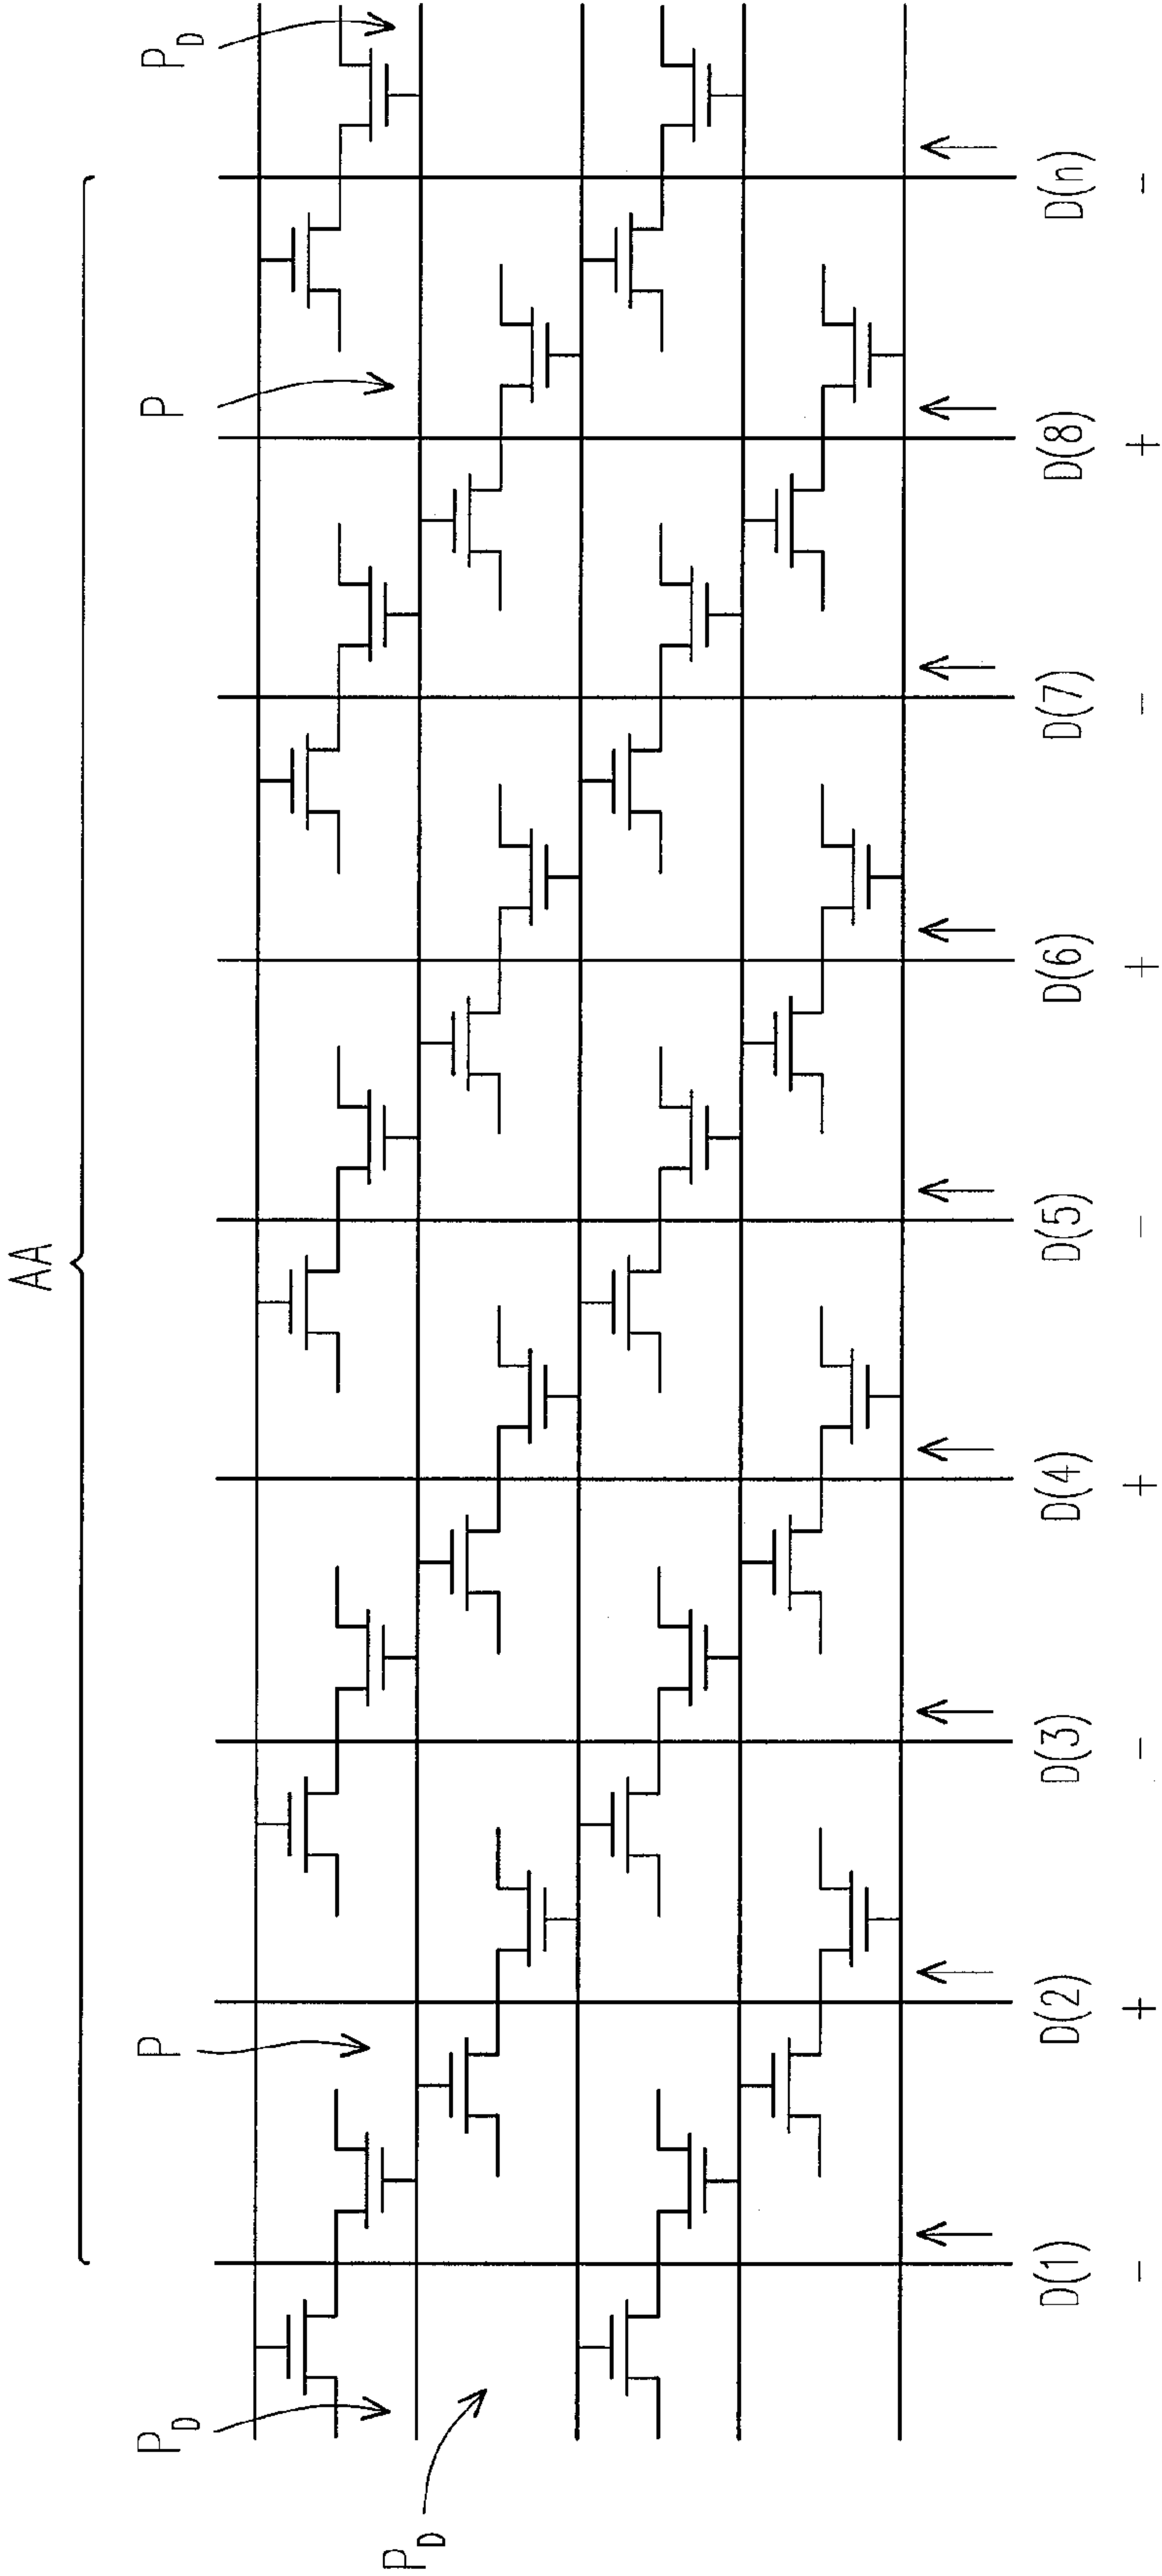 AA
P_D
P
P
P_D
P_D
D(1) D(2) D(3) D(4) D(5) D(6) D(7) D(8) D(n)
- + - + - + - + -